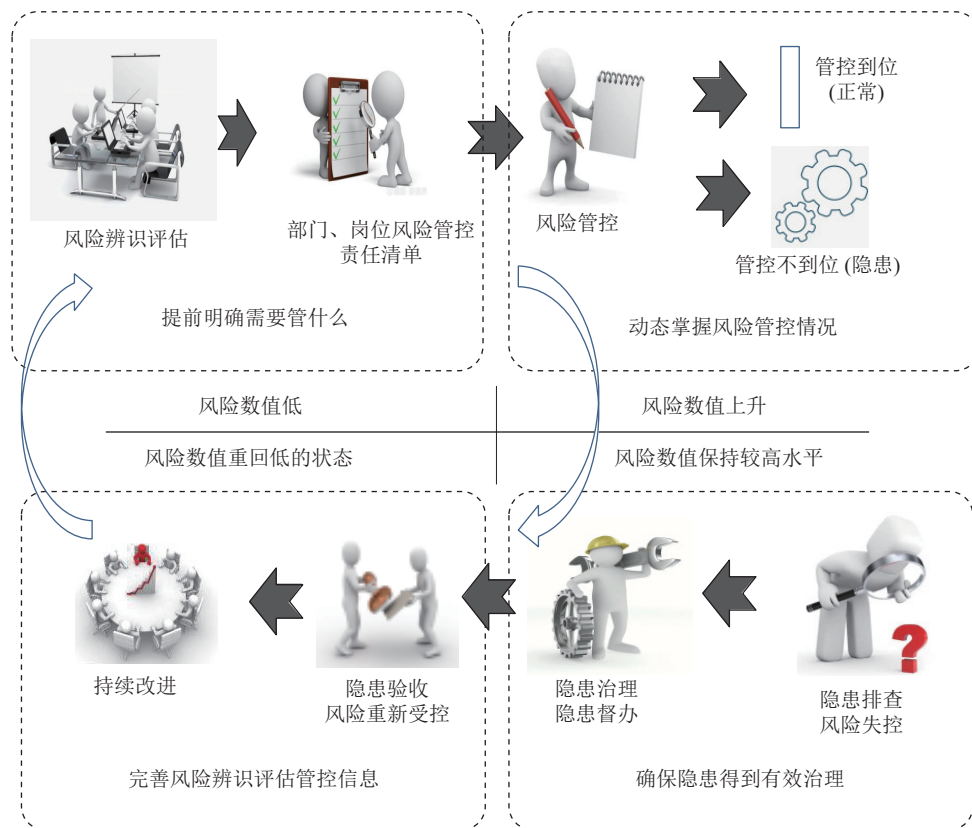 风险辨识评估
部门、岗位风险管控
责任清单
提前明确需要管什么
风险管控
管控到位
(正常)
管控不到位 (隐患)
动态掌握风险管控情况
风险数值低
风险数值上升
风险数值重回低的状态
风险数值保持较高水平
持续改进
隐患验收
风险重新受控
完善风险辨识评估管控信息
隐患治理
隐患督办
隐患排查
风险失控
确保隐患得到有效治理